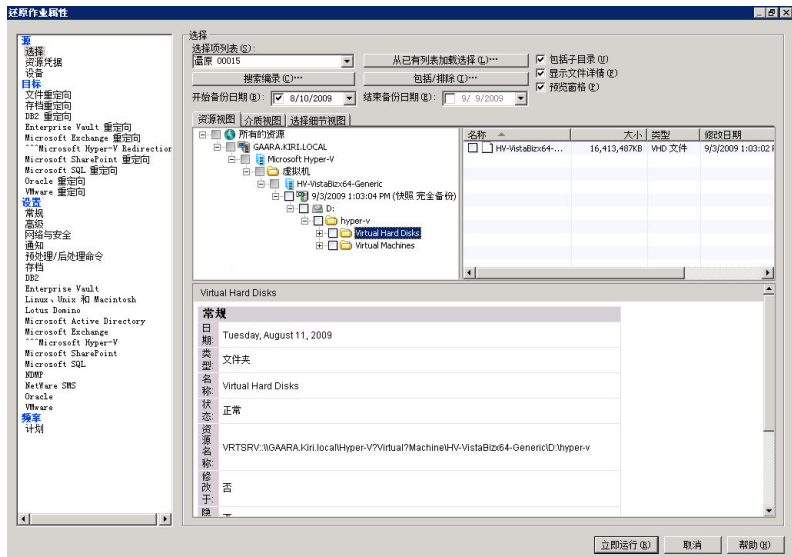 还原作业属性
源
选择
资源凭据
设备
目标
文件重定向
存档重定向
DB2 重定向
Enterprise Vault 重定向
Microsoft Exchange 重定向
^^^Microsoft Hyper-V Redirection
Microsoft SharePoint 重定向
Microsoft SQL 重定向
Oracle 重定向
VMware 重定向
设置
常规
高级
网络与安全
通知
预处理/后处理命令
存档
DB2
Enterprise Vault
Linux、Unix 和 Macintosh
Lotus Domino
Microsoft Active Directory
Microsoft Exchange
^^^Microsoft Hyper-V
Microsoft SharePoint
Microsoft SQL
NDMP
NetWare SMS
Oracle
VMware
频率
计划
选择
选择项列表(S):
还原 00015
从已有列表加载选择(L)...
搜索编录(C)...
包括/排除(I)...
包括子目录(U)
显示文件详情(E)
预览窗格(P)
开始备份日期(B): 8/10/2009 结束备份日期(E): 9/ 9/2009
资源视图 介质视图 选择细节视图
所有的资源
GAARA.KIRI.LOCAL
Microsoft Hyper-V
虚拟机
HV-VistaBizx64-Generic
9/3/2009 1:03:04 PM (快照 完全备份)
D:
hyper-v
Virtual Hard Disks
Virtual Machines
名称 大小 类型 修改日期
HV-VistaBizx64-... 16,413,487KB VHD 文件 9/3/2009 1:03:02 P
Virtual Hard Disks
常规
日期: Tuesday, August 11, 2009
类型: 文件夹
名称: Virtual Hard Disks
状态: 正常
资源名称: VRTSRV::\\GAARA.Kiri.local\Hyper-V?Virtual?Machine\HV-VistaBizx64-Generic\D:\hyper-v
修改于: 否
立即运行(R) 取消 帮助(H)